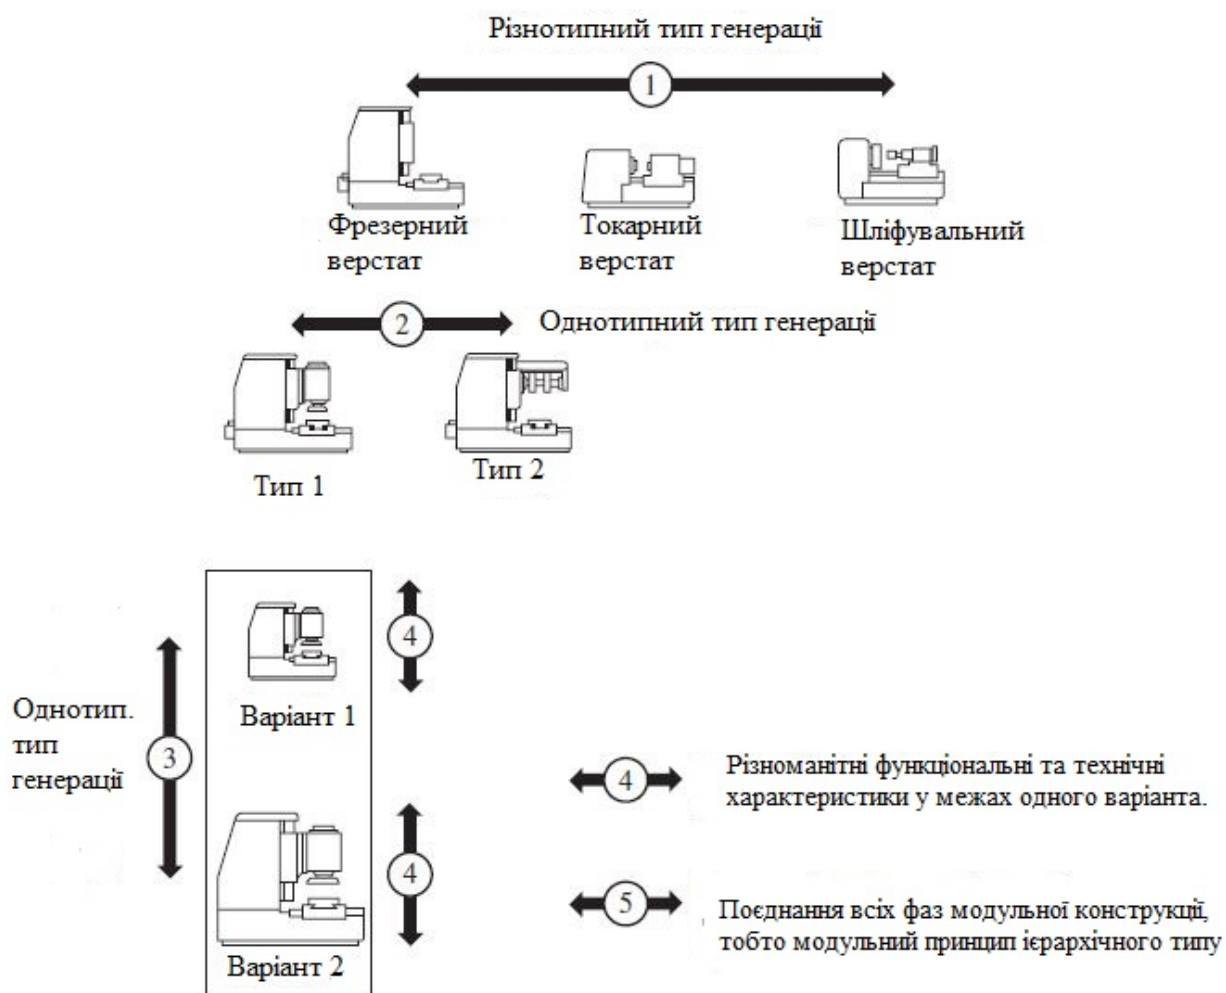 Різнотипний тип генерації
1
Фрезерний
верстат
Токарний
верстат
Шліфувальний
верстат
2
Однотипний тип генерації
Тип 1
Тип 2
4
Варіант 1
Однотип.
тип
генерації
3
4
Варіант 2
4
Різноманітні функціональні та технічні
характеристики у межах одного варіанта.
5
Поєднання всіх фаз модульної конструкції,
тобто модульний принцип ієрархічного типу